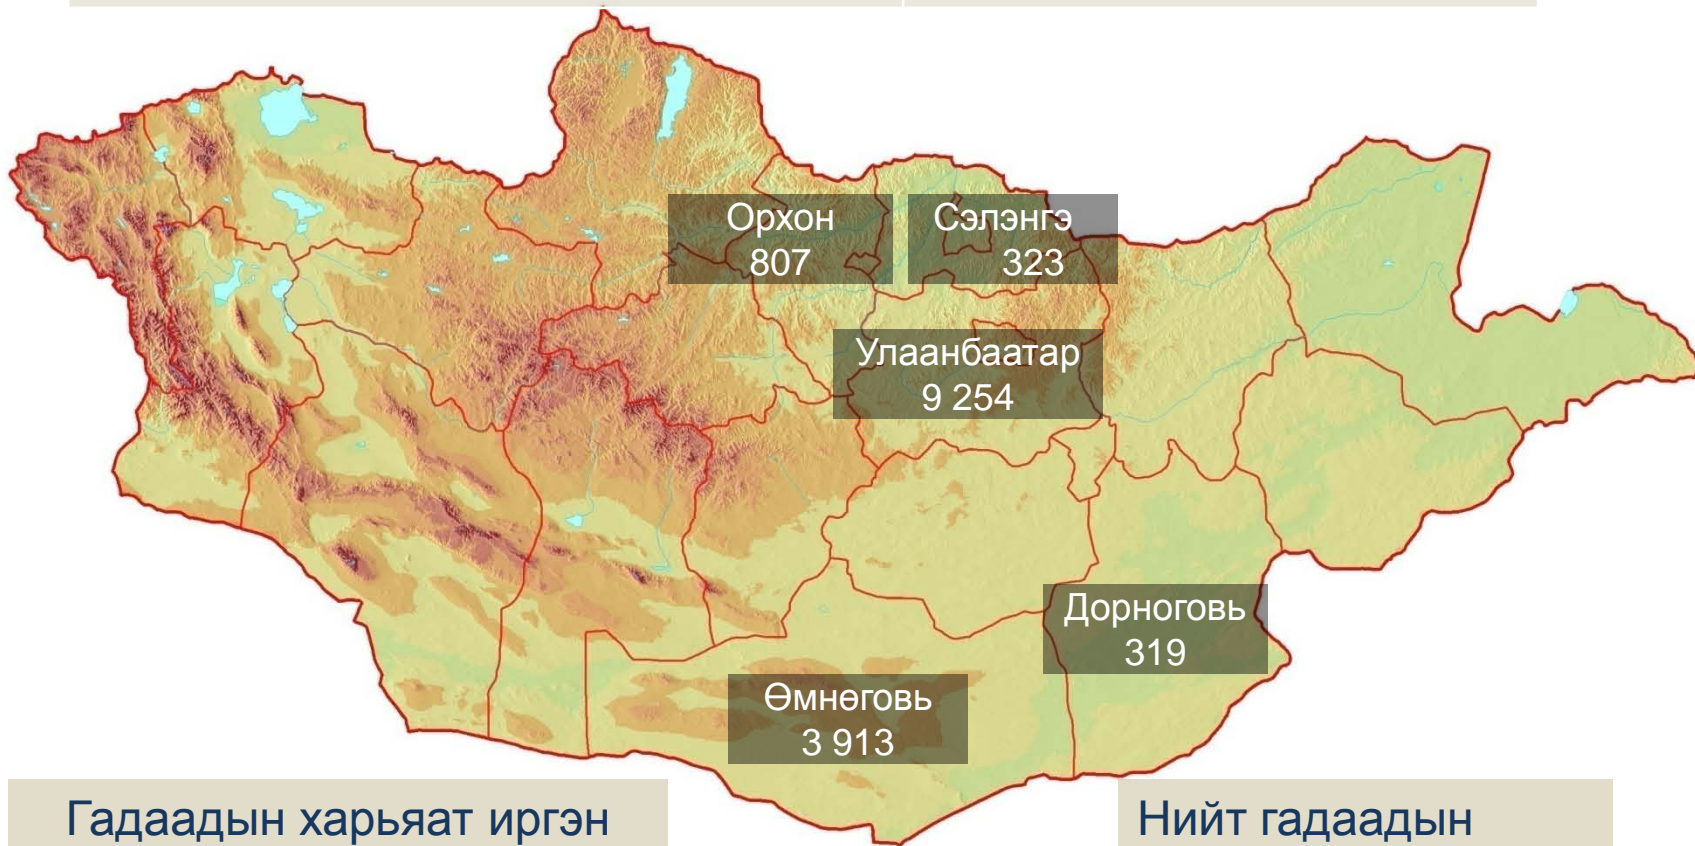 Орхон
807
Сэлэнгэ
323
Улаанбаатар
9 254
Дорноговь
319
Өмнөговь
3 913
Гадаадын харьяат иргэн
Нийт гадаадын